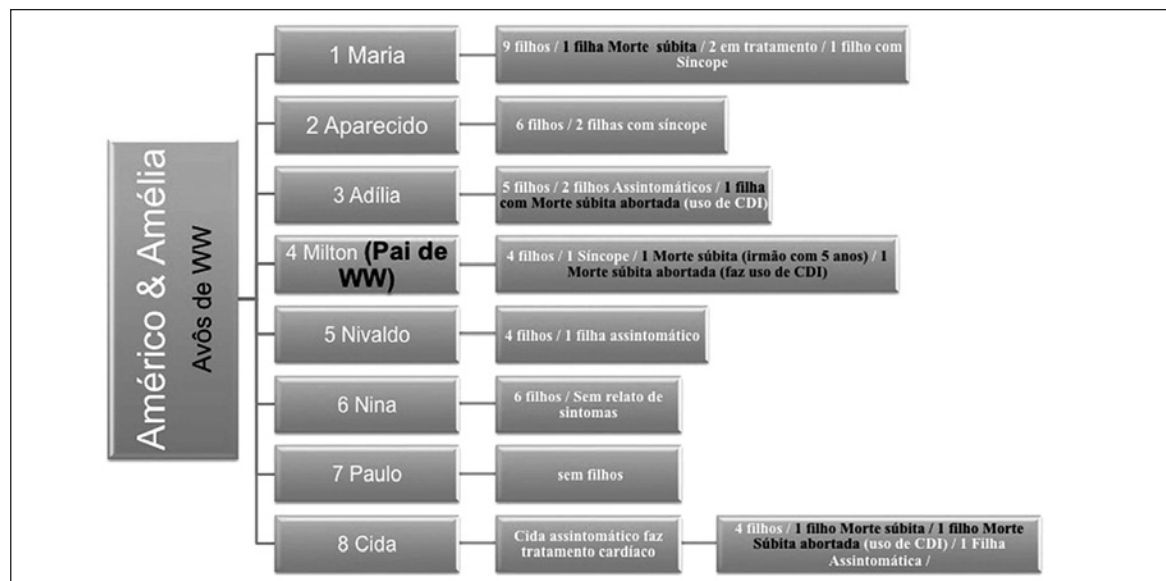 Américo & Amélia
Avôs de WW
1 Maria
9 filhos / 1 filha Morte súbita / 2 em tratamento / 1 filho com
Síncope
2 Aparecido
6 filhos / 2 filhas com síncope
3 Adília
5 filhos / 2 filhos Assintomáticos / 1 filha
com Morte súbita abortada (uso de CDI)
4 Milton (Pai de
WW)
4 filhos / 1 Síncope / 1 Morte súbita (irmão com 5 anos) / 1
Morte súbita abortada (faz uso de CDI)
5 Nivaldo
4 filhos / 1 filha assintomático
6 Nina
6 filhos / Sem relato de
sintomas
7 Paulo
sem filhos
8 Cida
Cida assintomático faz
tratamento cardíaco
4 filhos / 1 filho Morte súbita / 1 filho Morte
Súbita abortada (uso de CDI) / 1 Filha
Assintomática /